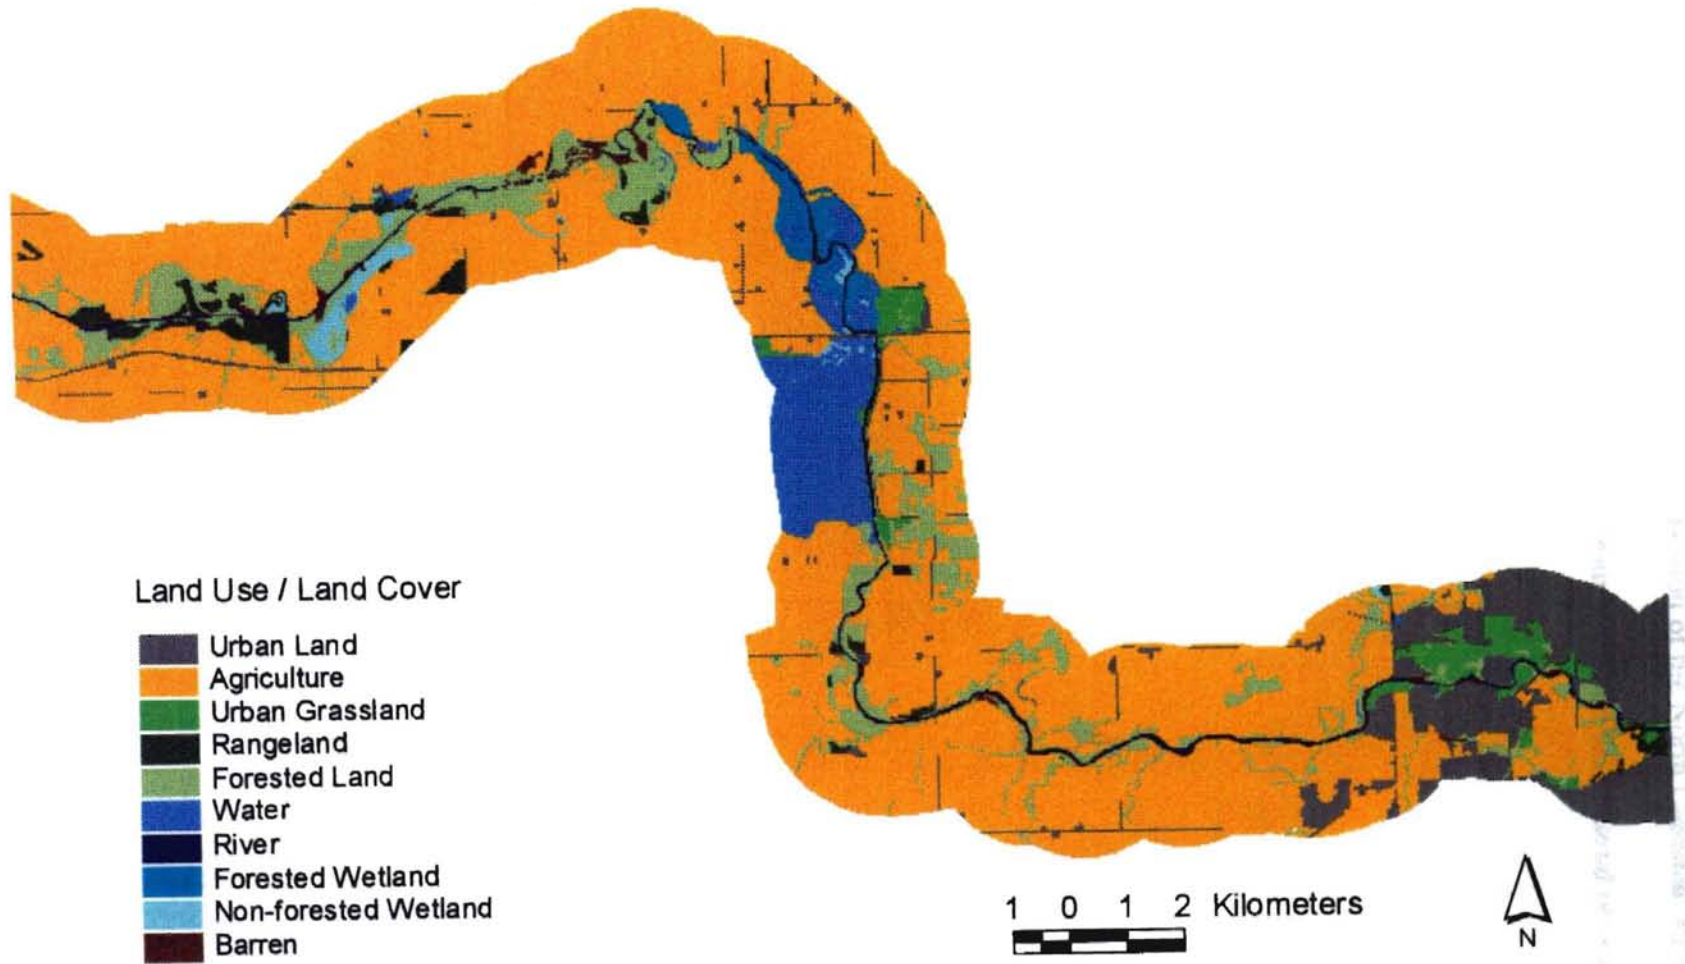 Land Use / Land Cover
Urban Land
Agriculture
Urban Grassland
Rangeland
Forested Land
Water
River
Forested Wetland
Non-forested Wetland
Barren
1 0 1 2 Kilometers
N